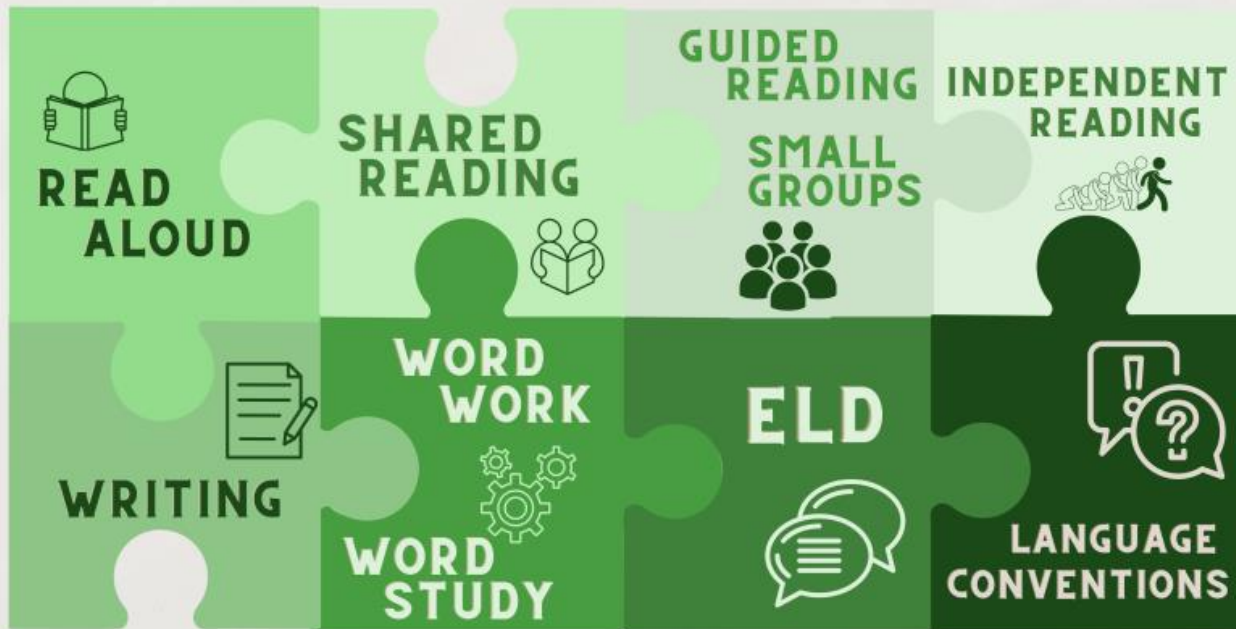 READ
ALOUD
SHARED
READING
GUIDED
READING
SMALL
GROUPS
INDEPENDENT
READING
WRITING
WORD
WORK
WORD
STUDY
ELD
LANGUAGE
CONVENTIONS